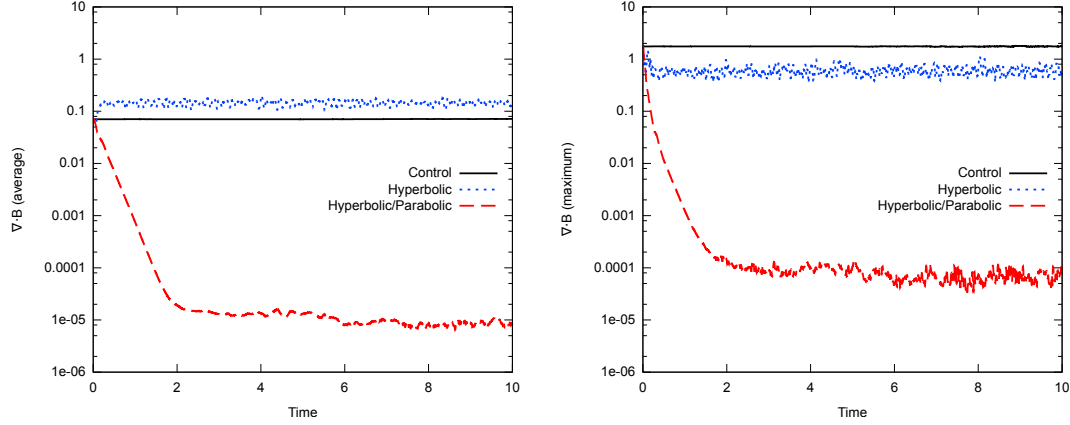 10
1
0.1
0.01
0.001
0.0001
1e-05
1e-06
0 2 4 6 8 10
∇·B (average)
Time
Control
Hyperbolic
Hyperbolic/Parabolic
10
1
0.1
0.01
0.001
0.0001
1e-05
1e-06
0 2 4 6 8 10
∇·B (maximum)
Time
Control
Hyperbolic
Hyperbolic/Parabolic